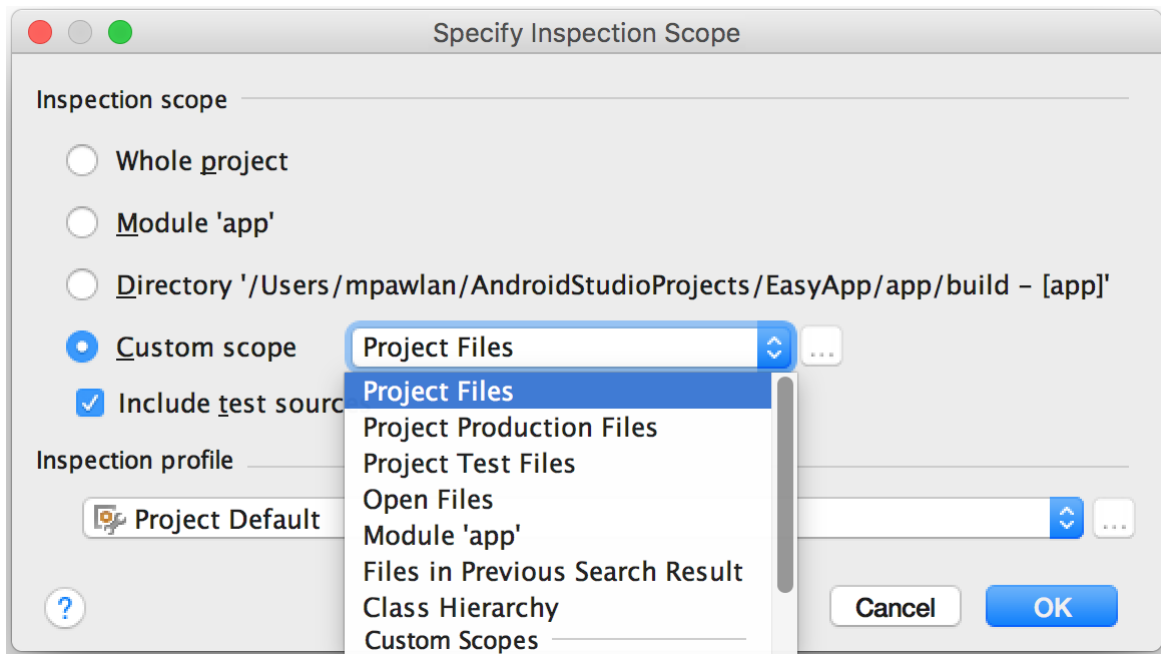 Specify Inspection Scope
Inspection scope
Whole project
Module 'app'
Directory '/Users/mpawlan/AndroidStudioProjects/EasyApp/app/build – [app]'
Custom scope Project Files ...
Project Files
Include test sourc
Project Production Files
Inspection profile
Project Test Files
Open Files
Project Default ...
Module 'app'
Files in Previous Search Result
Class Hierarchy
? Cancel OK
Custom Scopes